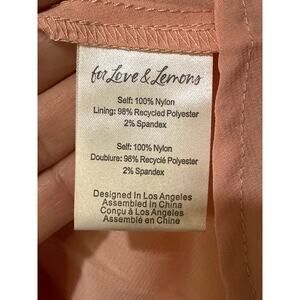 for Love & Lemons
Self: 100% Nylon
Lining: 98% Recycled Polyester
2% Spandex
Self: 100% Nylon
Doublure: 98% Recyclé Polyester
2% Spandex
Designed In Los Angeles
Assembled in China
Conçu à Los Angeles
Assemblé en Chine